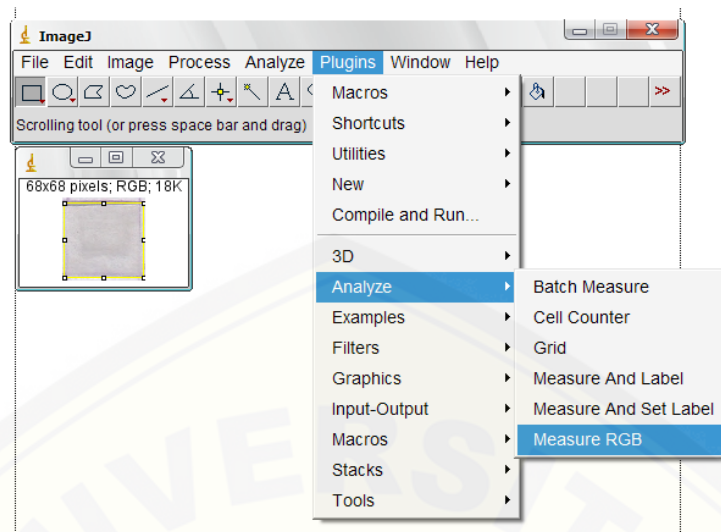 ImageJ
File Edit Image Process Analyze Plugins Window Help
A
>>
Scrolling tool (or press space bar and drag)
68x68 pixels; RGB; 18K
Macros
Shortcuts
Utilities
New
Compile and Run...
3D
Analyze
Examples
Filters
Graphics
Input-Output
Macros
Stacks
Tools
Batch Measure
Cell Counter
Grid
Measure And Label
Measure And Set Label
Measure RGB